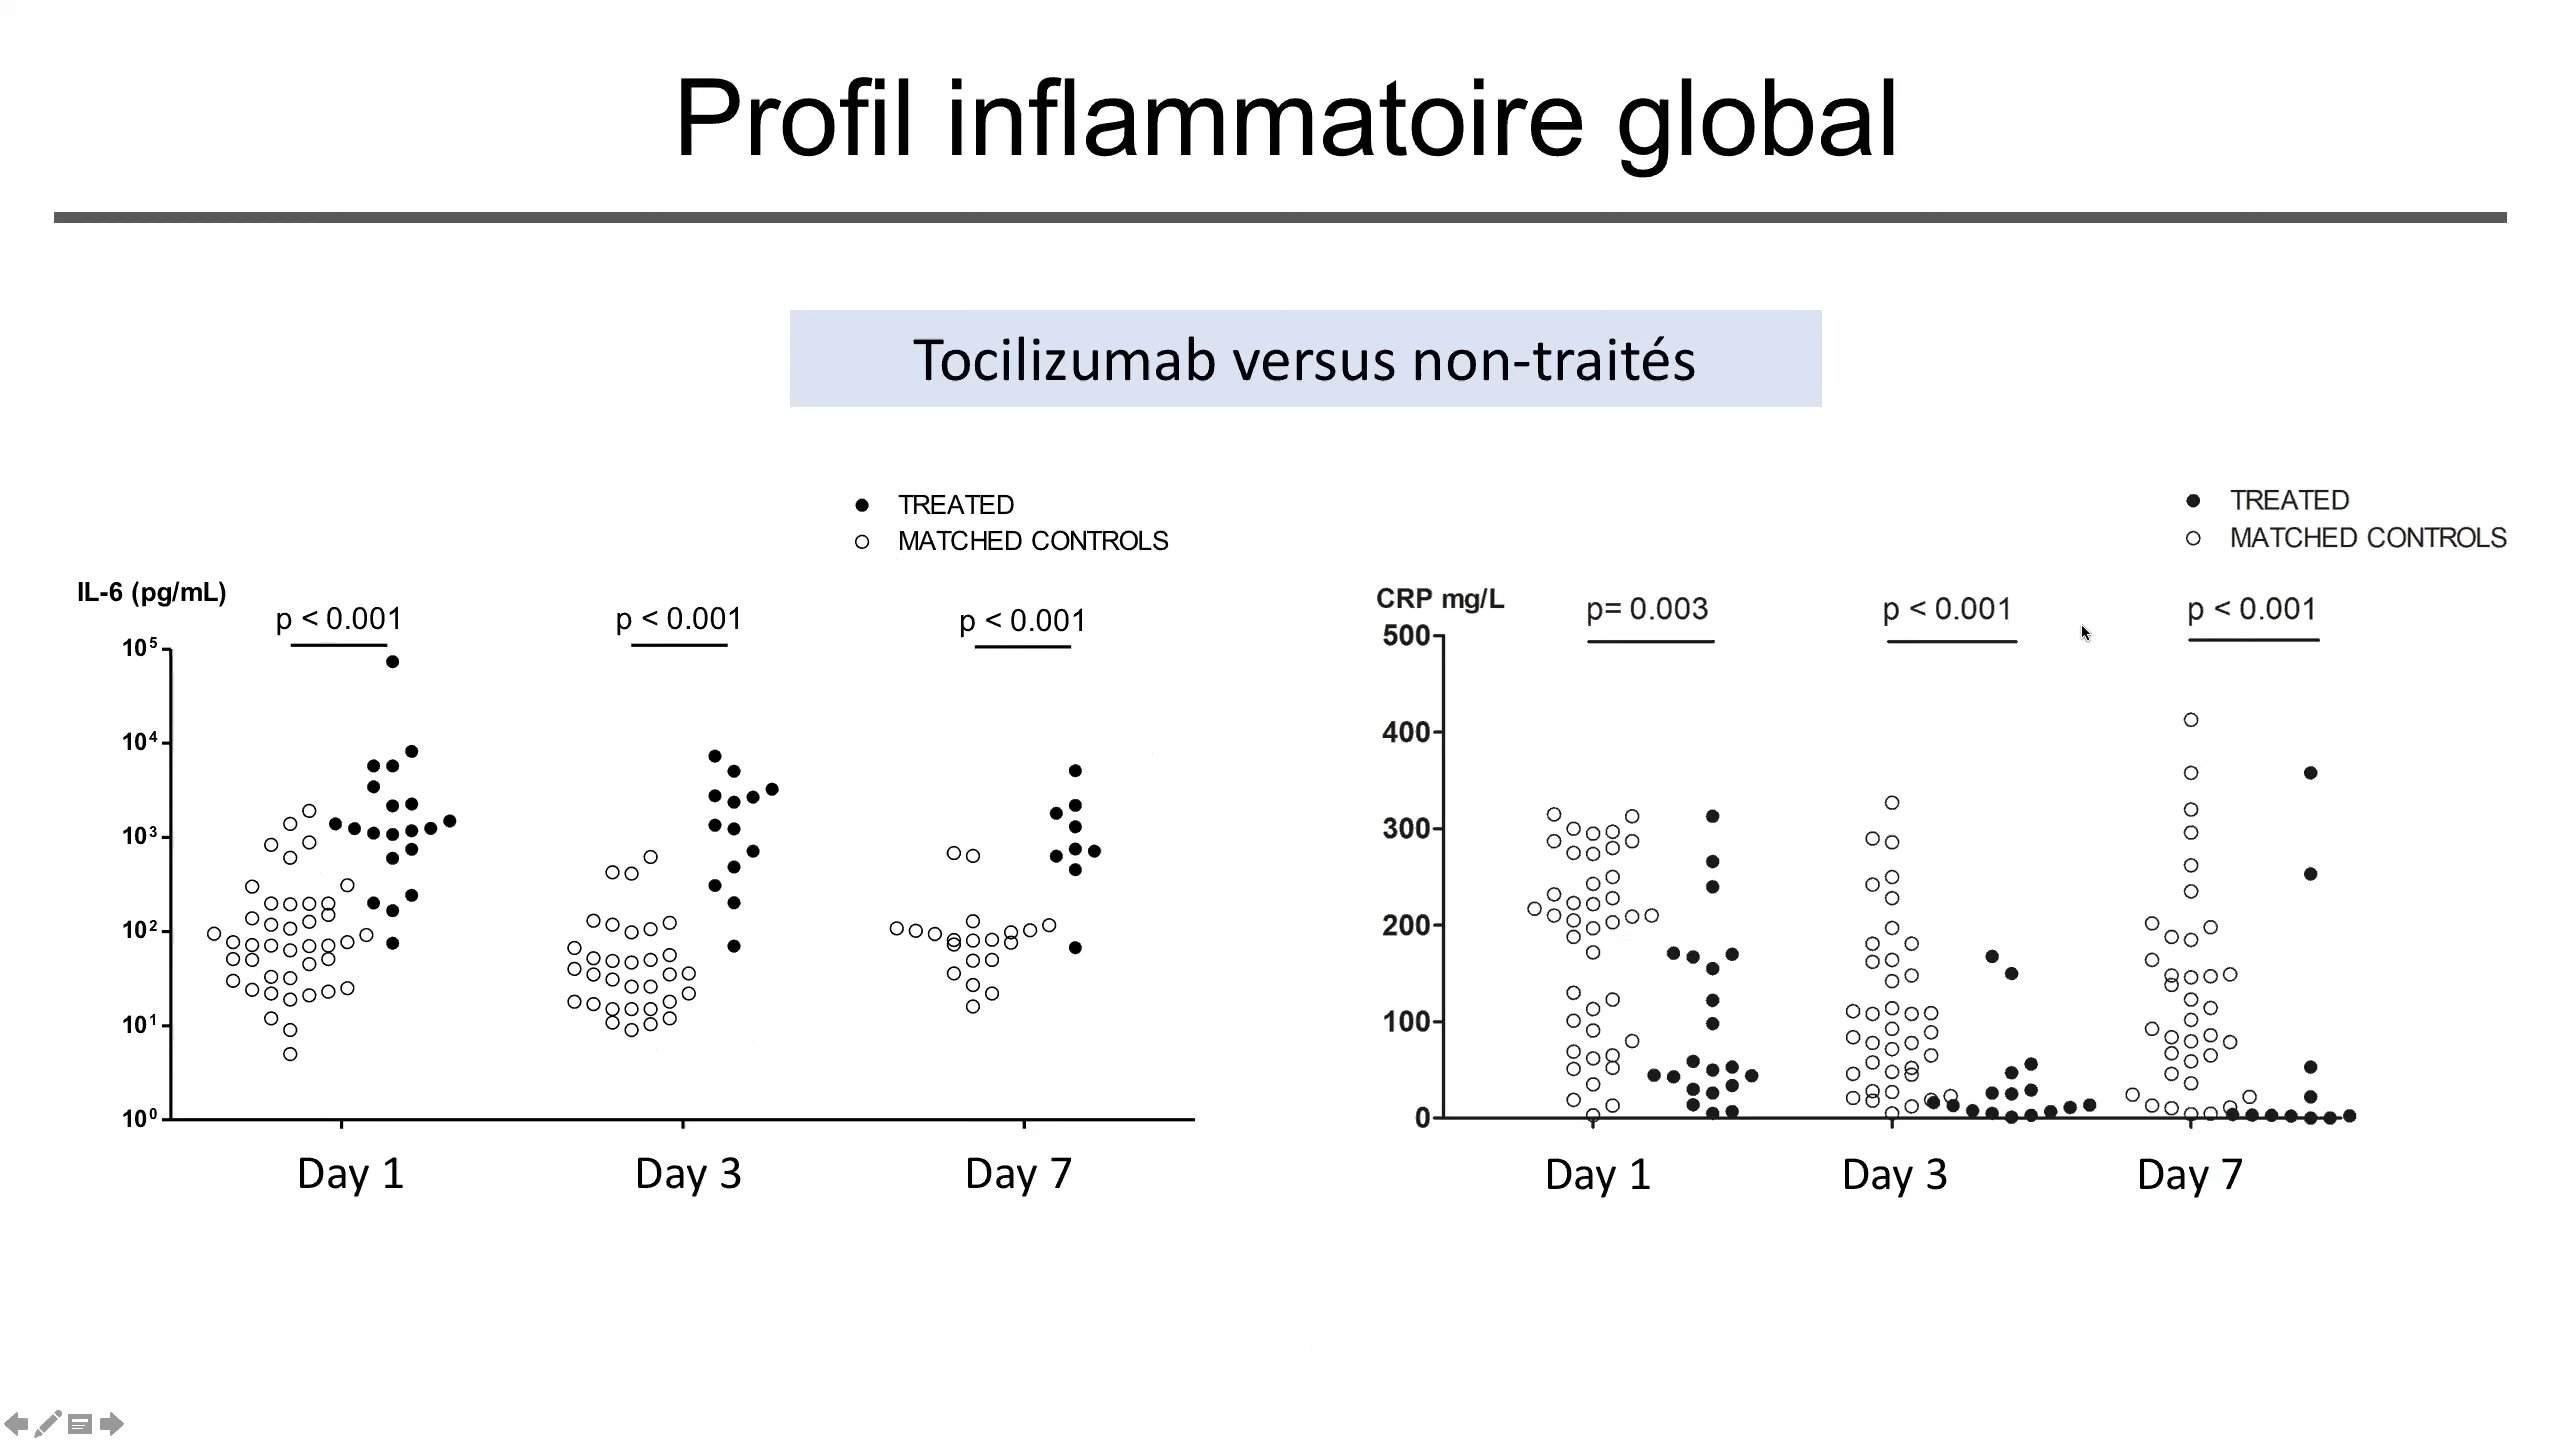 Profil inflammatoire global
Tocilizumab versus non-traités
TREATED
MATCHED CONTROLS
IL-6 (pg/mL)
p < 0.001
p < 0.001
p < 0.001
10⁵
10⁴
10³
10²
10¹
10⁰
Day 1
Day 3
Day 7
TREATED
MATCHED CONTROLS
CRP mg/L
p= 0.003
p < 0.001
p < 0.001
500
400
300
200
100
0
Day 1
Day 3
Day 7